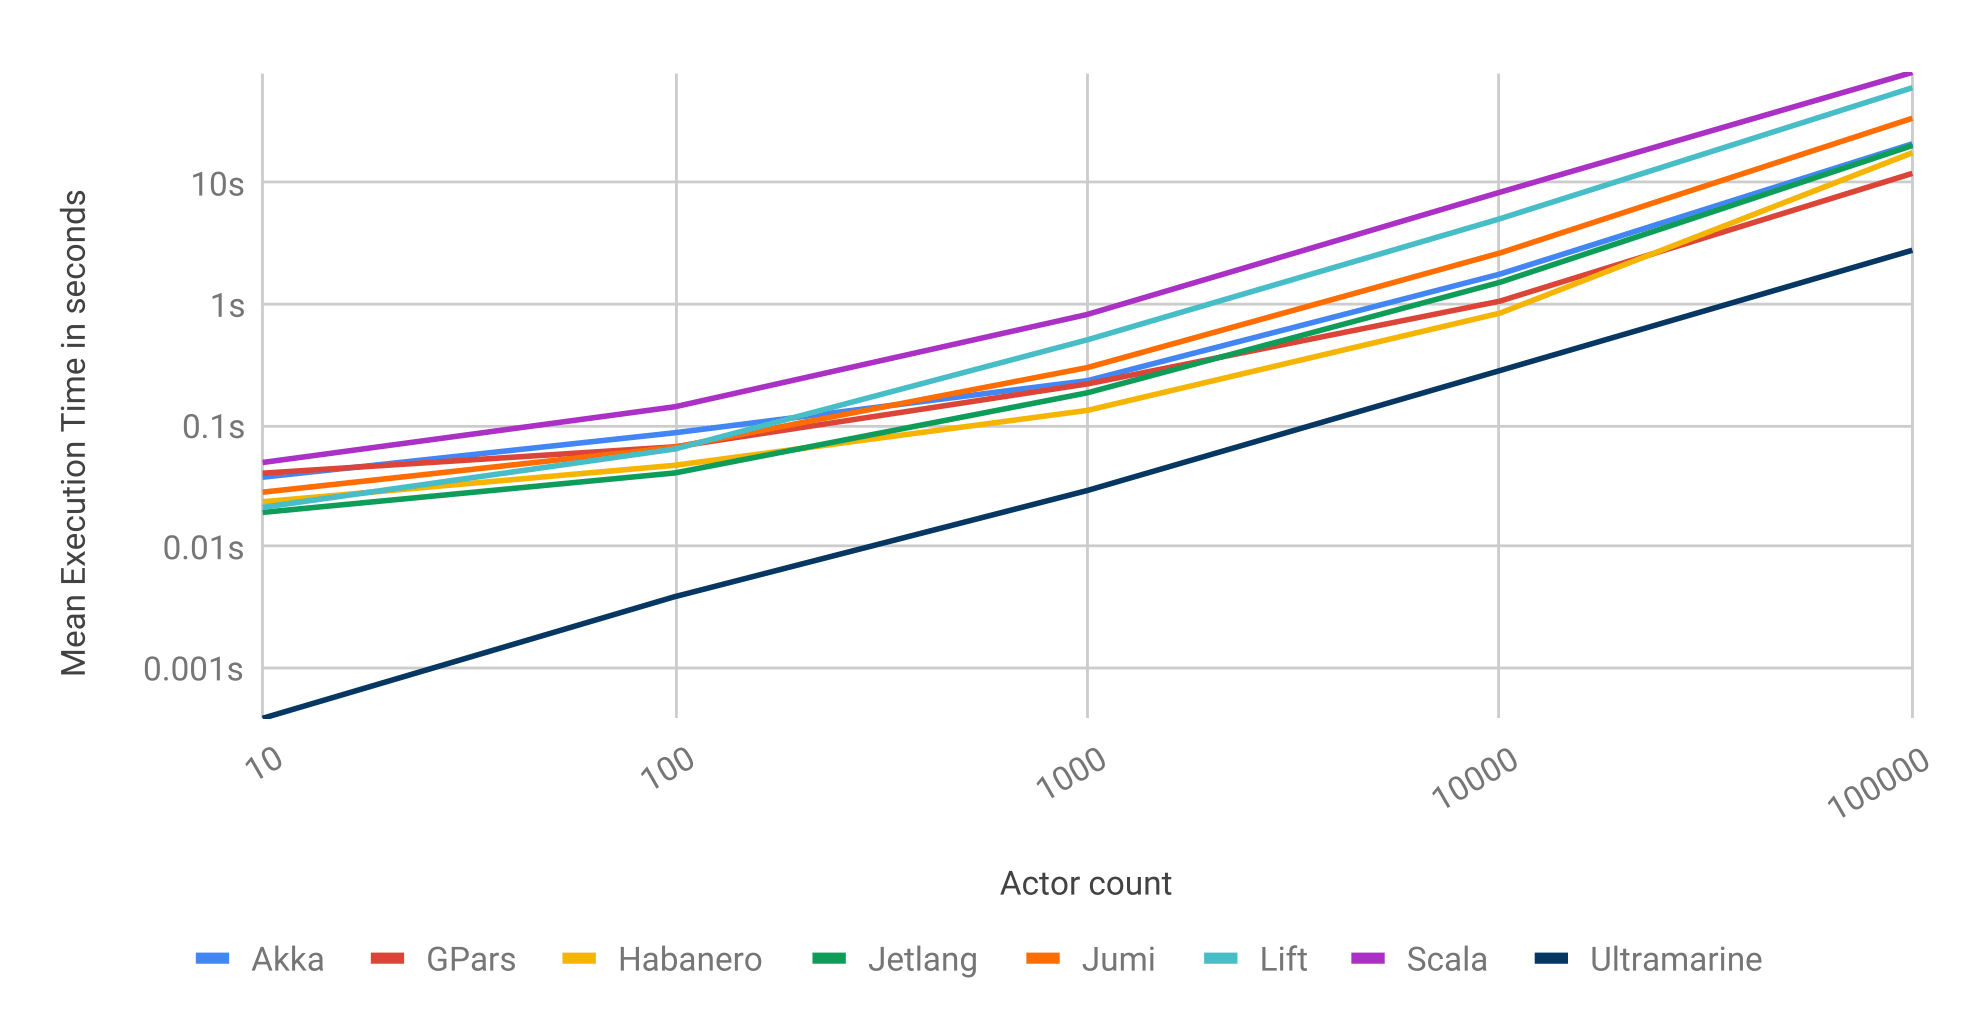 Mean Execution Time in seconds
10s
1s
0.1s
0.01s
0.001s
10
100
1000
10000
100000
Actor count
Akka
GPars
Habanero
Jetlang
Jumi
Lift
Scala
Ultramarine